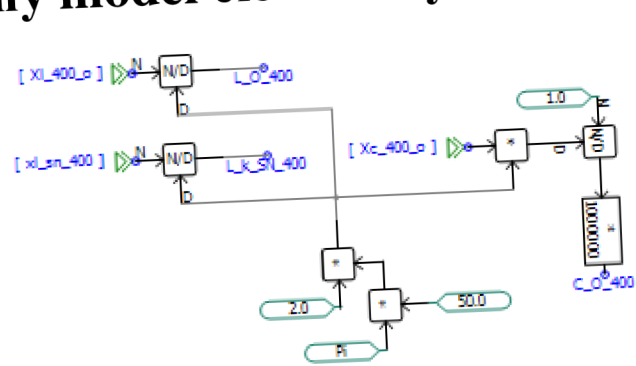 [ Xl_400_o ] N N/D L_O_400
D
1.0 N
[ xl_sn_400 ] N N/D L_k_SN_400
D
[ Xc_400_o ] * D N/D
* 1000000
C_O_400
*
2.0 * 50.0
Pi